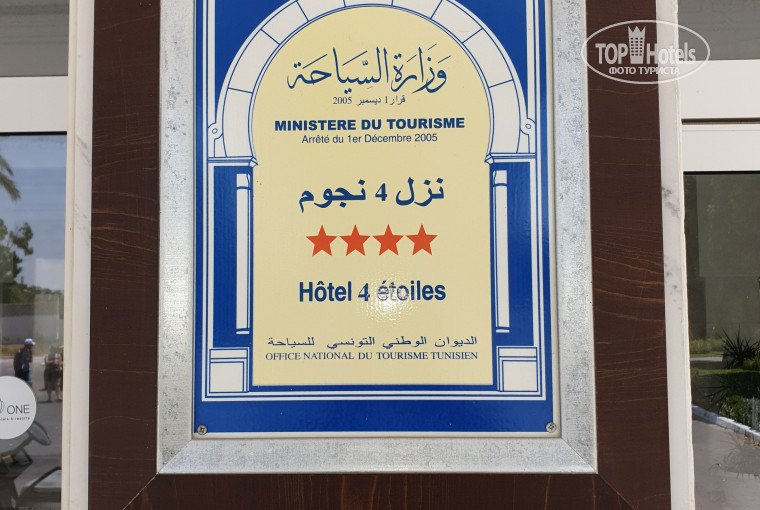 وزارة السياحة
قرار 1 ديسمبر 2005
MINISTERE DU TOURISME
Arrêté du 1er Décembre 2005
نزل 4 نجوم
Hôtel 4 étoiles
الديوان الوطني التونسي للسياحة
OFFICE NATIONAL DU TOURISME TUNISIEN
TOP Hotels
ФОТО ТУРИСТА
ONE